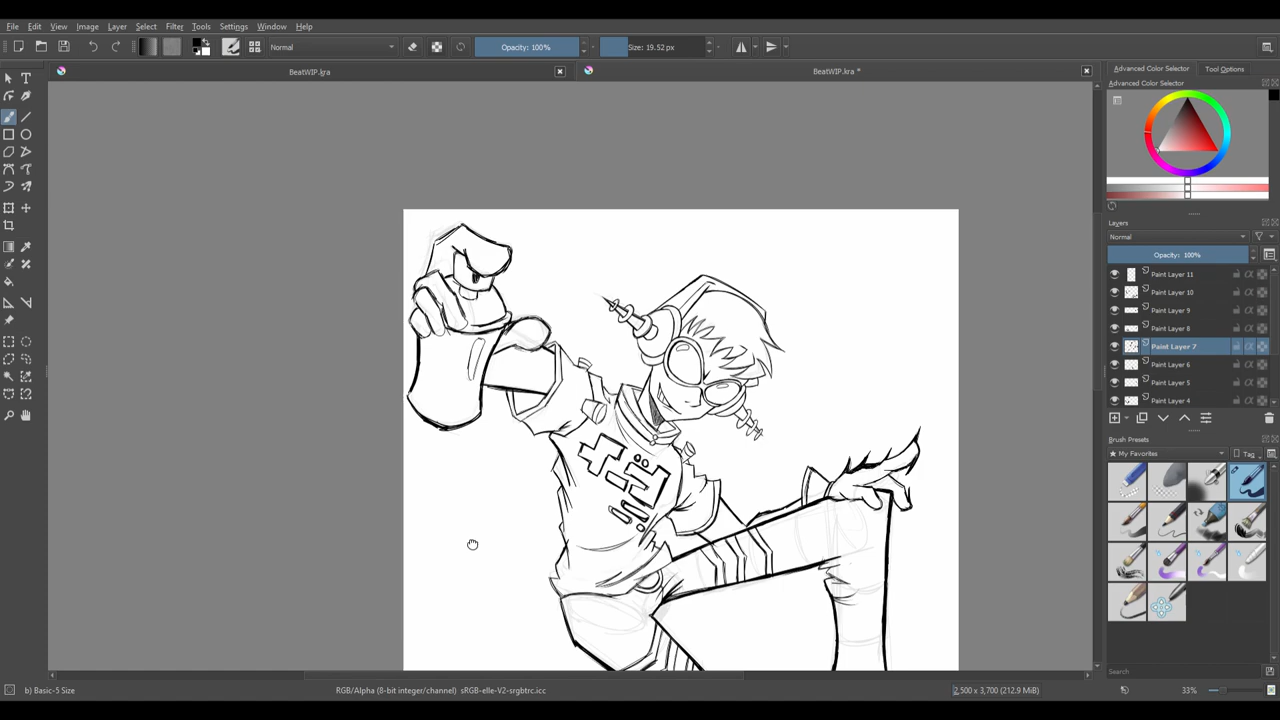 File Edit View Image Layer Select Filter Tools Settings Window Help
Normal Opacity: 100% Size: 19.52 px
BeatWIP.kra BeatWIP.kra *
Advanced Color Selector Tool Options
Advanced Color Selector
Layers
Normal
Opacity: 100%
Paint Layer 11
Paint Layer 10
Paint Layer 9
Paint Layer 8
Paint Layer 7
Paint Layer 6
Paint Layer 5
Paint Layer 4
Brush Presets
My Favorites Tag
Search
b) Basic-5 Size RGB/Alpha (8-bit integer/channel) sRGB-elle-V2-srgbtrc.icc 2,500 x 3,700 (212.9 MiB) 33%